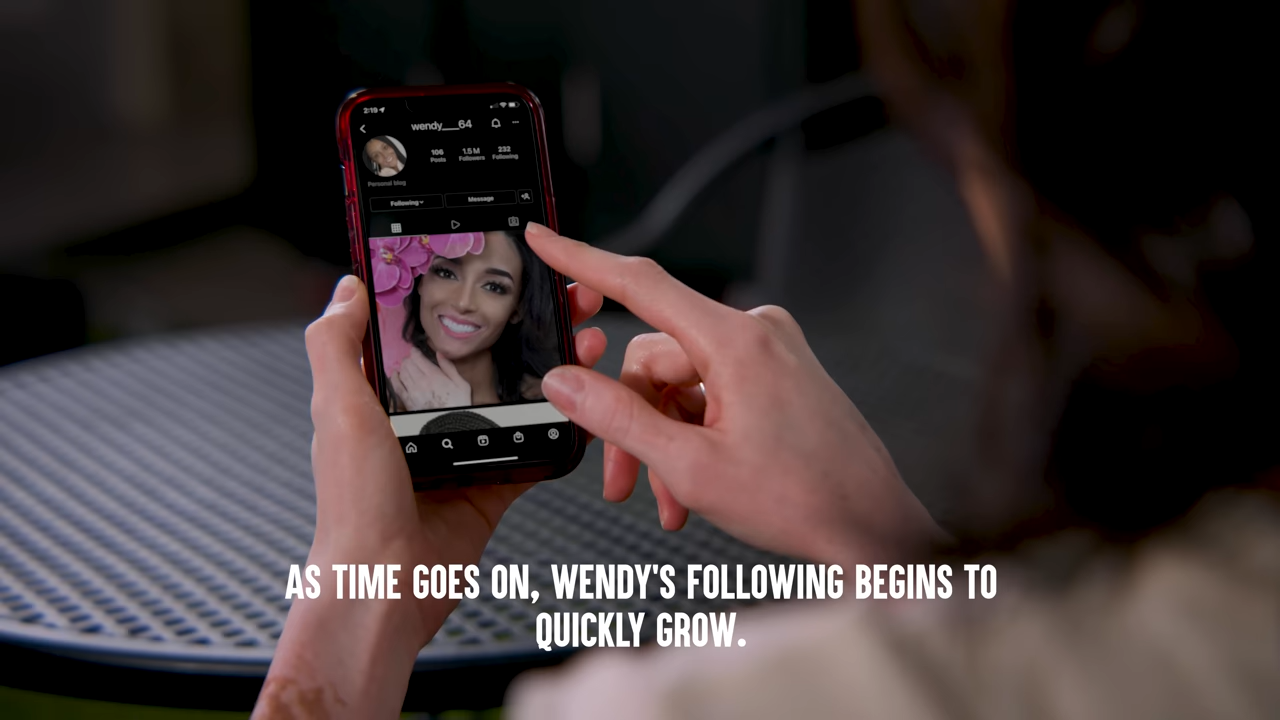 2:19
wendy___64
106 1.5 M 232
Posts Followers Following
Personal blog
Following Message
AS TIME GOES ON, WENDY'S FOLLOWING BEGINS TO
QUICKLY GROW.